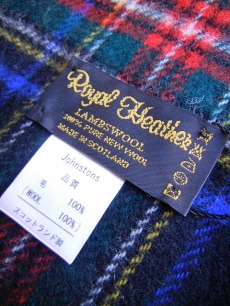 Royal Heather
LAMBSWOOL
100% PURE NEW WOOL
MADE IN SCOTLAND
Johnstons
品質
毛 100%
[WOOL 100%]
スコットランド製